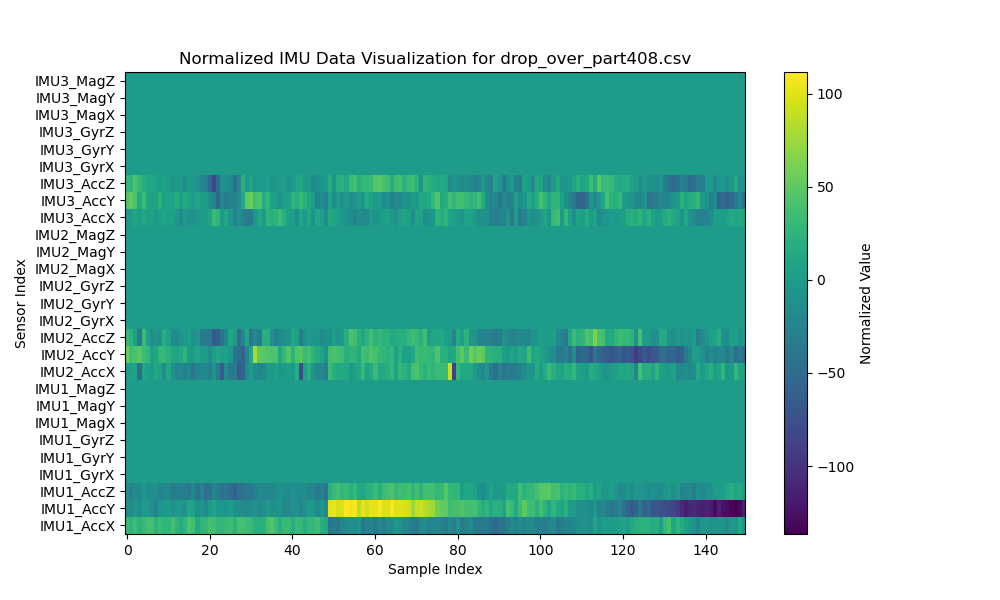 Normalized IMU Data Visualization for drop_over_part408.csv
IMU3_MagZ
IMU3_MagY
IMU3_MagX
IMU3_GyrZ
IMU3_GyrY
IMU3_GyrX
IMU3_AccZ
IMU3_AccY
IMU3_AccX
IMU2_MagZ
IMU2_MagY
IMU2_MagX
IMU2_GyrZ
IMU2_GyrY
IMU2_GyrX
IMU2_AccZ
IMU2_AccY
IMU2_AccX
IMU1_MagZ
IMU1_MagY
IMU1_MagX
IMU1_GyrZ
IMU1_GyrY
IMU1_GyrX
IMU1_AccZ
IMU1_AccY
IMU1_AccX
Sensor Index
0 20 40 60 80 100 120 140
Sample Index
100
50
0
−50
−100
Normalized Value